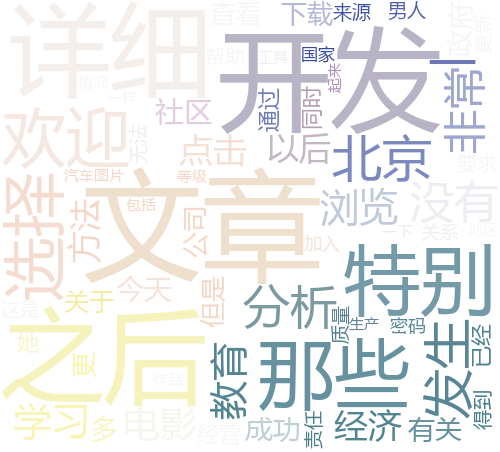 详细
查看
下载
来源
男人
政府
更新
开发
帮助
工具
国家
起来
非常
一
情况
一年
欢迎
无法
社区
通过
同时
点击
以后
北京
要求
选择
汽车图片
等级
文章
浏览
没有
方法
包括
公司
加入
一下
关系
地区
今天
但是
关于
分析
特别
这是
之后
她
更
质量
生产
密码
发生
已经
教育
那些
作品
得到
学习
多
电影
经营
成功
责任
经济
有关